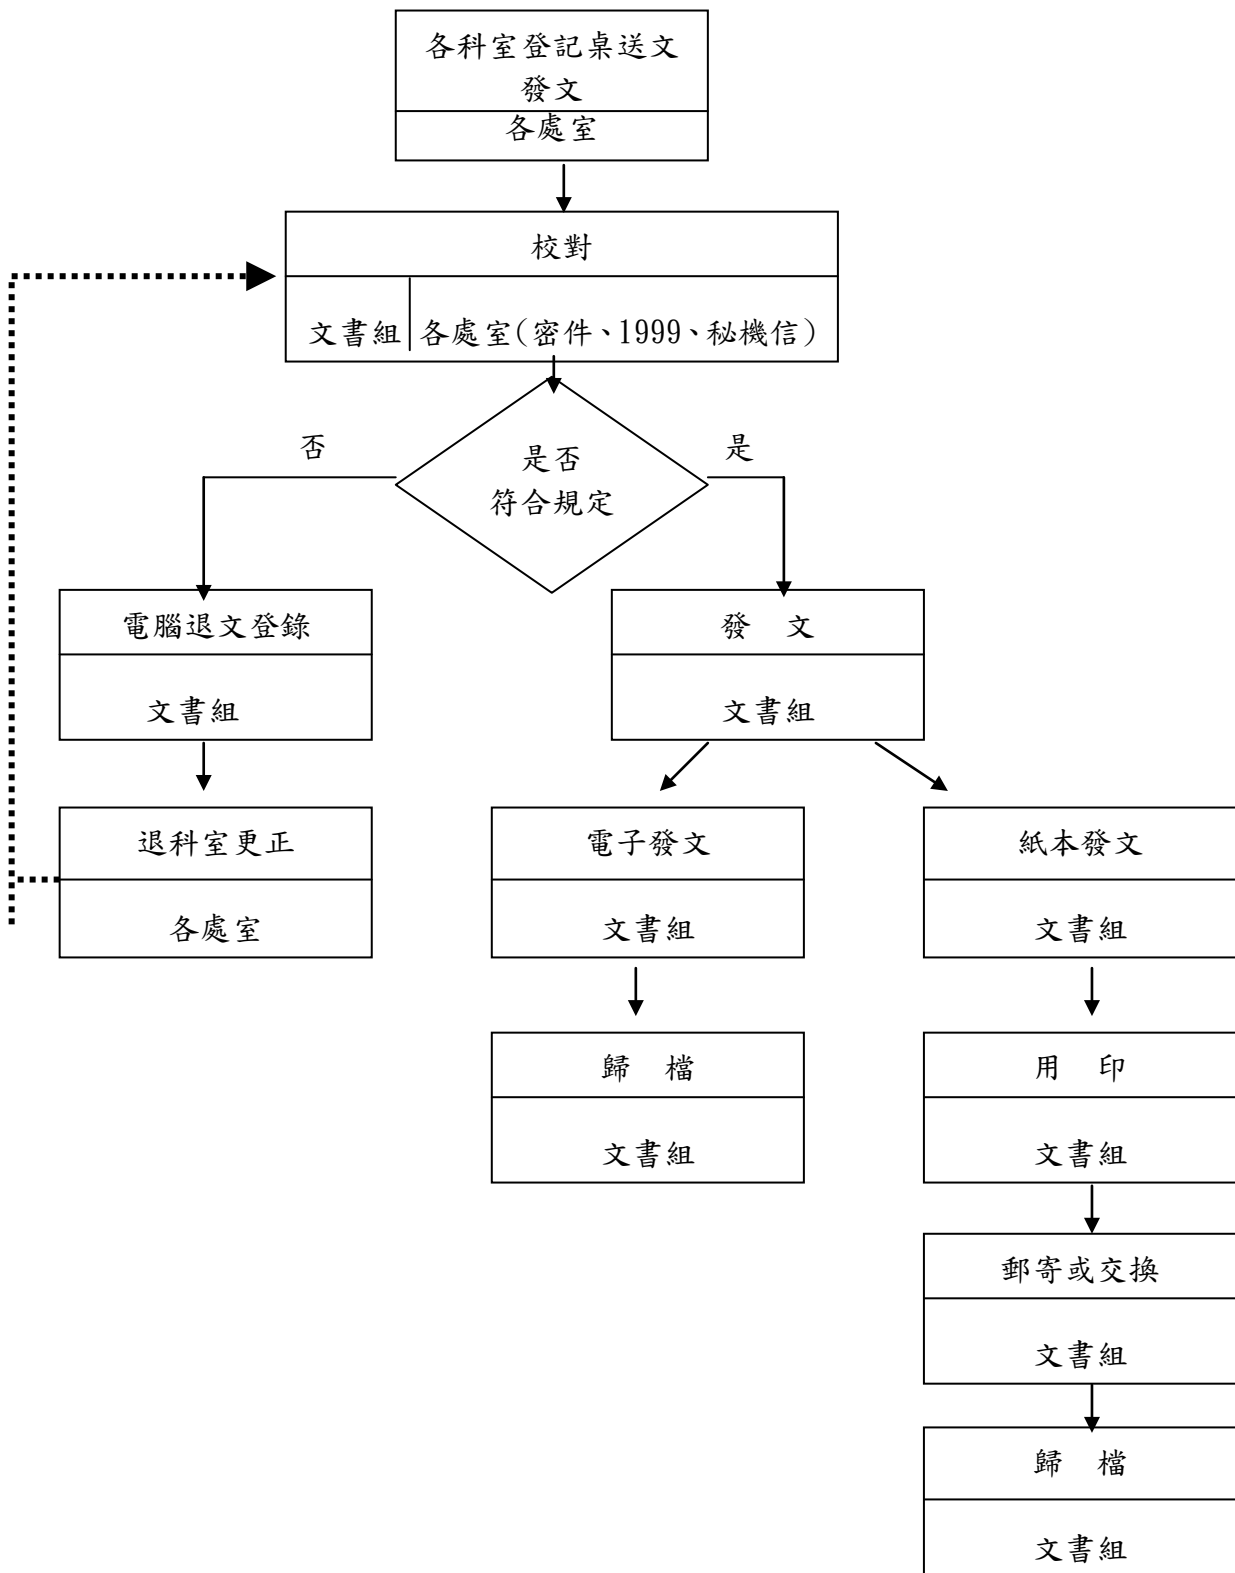 各科室登記桌送文
發文
各處室
校對
文書組 各處室(密件、1999、秘機信)
否
是
是否
符合規定
電腦退文登錄
文書組
發　文
文書組
退科室更正
各處室
電子發文
文書組
紙本發文
文書組
歸　檔
文書組
用　印
文書組
郵寄或交換
文書組
歸　檔
文書組